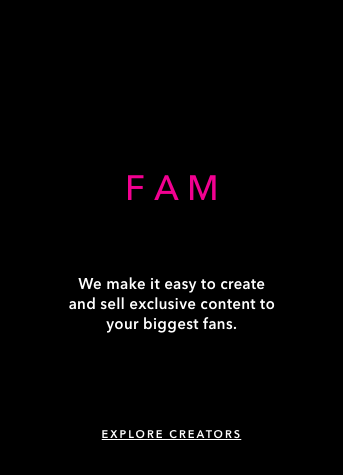 FAM
We make it easy to create
and sell exclusive content to
your biggest fans.
EXPLORE CREATORS